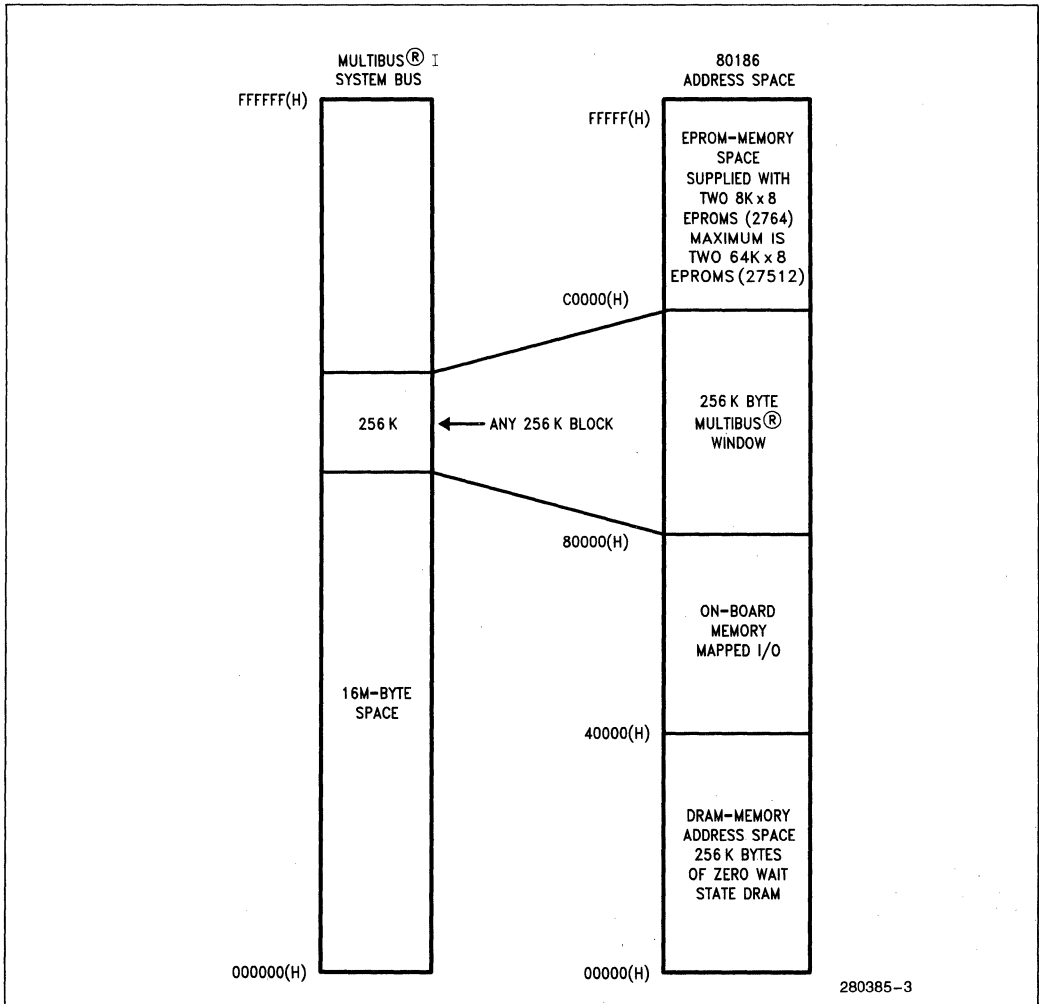 MULTIBUS® I
SYSTEM BUS
FFFFFF(H)
256 K
ANY 256 K BLOCK
16M-BYTE
SPACE
000000(H)
80186
ADDRESS SPACE
FFFFF(H)
EPROM-MEMORY
SPACE
SUPPLIED WITH
TWO 8K x 8
EPROMS (2764)
MAXIMUM IS
TWO 64K x 8
EPROMS (27512)
C0000(H)
256 K BYTE
MULTIBUS®
WINDOW
80000(H)
ON-BOARD
MEMORY
MAPPED I/O
40000(H)
DRAM-MEMORY
ADDRESS SPACE
256 K BYTES
OF ZERO WAIT
STATE DRAM
00000(H)
280385-3